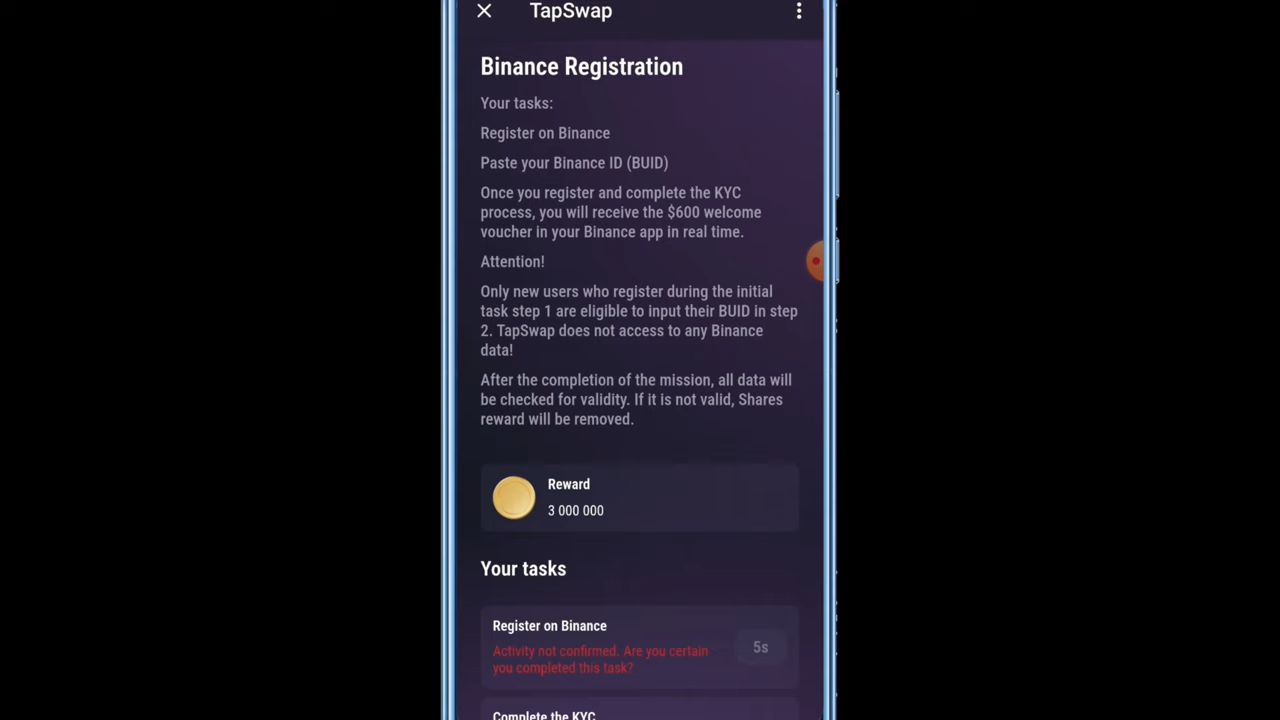 TapSwap
Binance Registration
Your tasks:
Register on Binance
Paste your Binance ID (BUID)
Once you register and complete the KYC
process, you will receive the $600 welcome
voucher in your Binance app in real time.
Attention!
Only new users who register during the initial
task step 1 are eligible to input their BUID in step
2. TapSwap does not access to any Binance
data!
After the completion of the mission, all data will
be checked for validity. If it is not valid, Shares
reward will be removed.
Reward
3 000 000
Your tasks
Register on Binance
Activity not confirmed. Are you certain
you completed this task?
5s
Complete the KYC